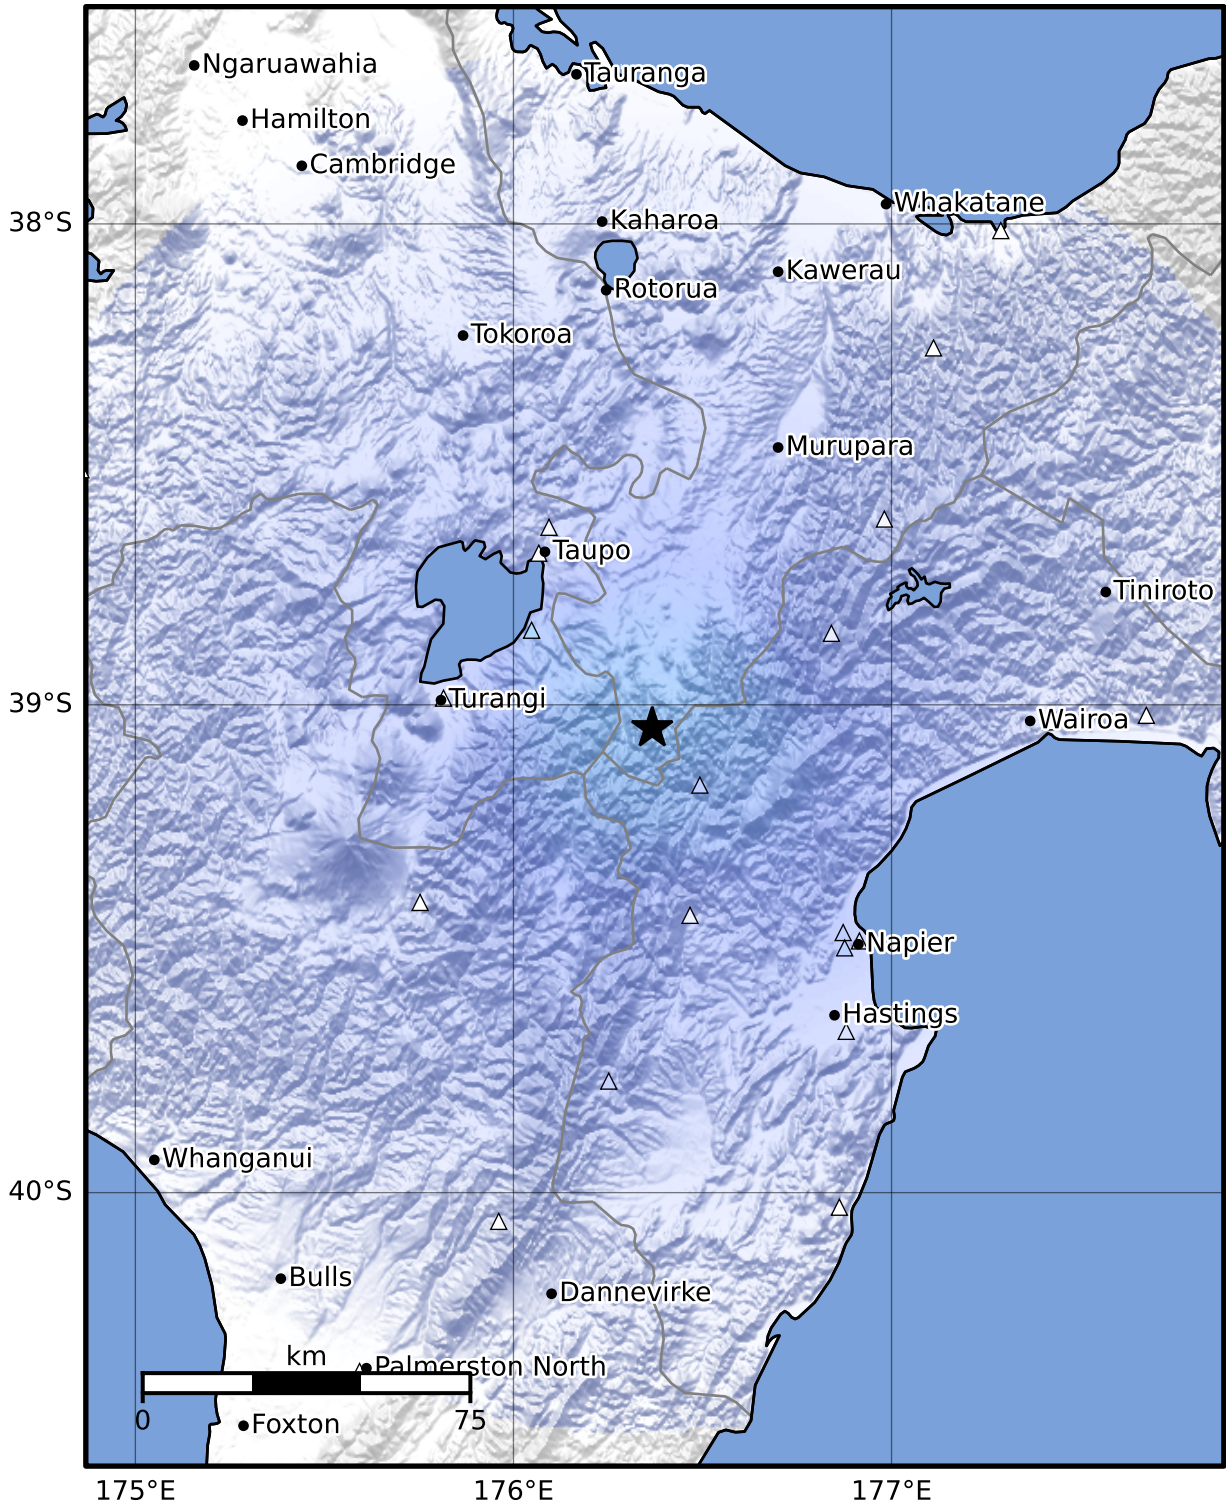 Ngaruawahia
Tauranga
Hamilton
Cambridge
Whakatane
38°S
Kaharoa
Kawerau
Rotorua
Tokoroa
Murupara
Taupo
Tiniroto
39°S
Turangi
Wairoa
Napier
Hastings
Whanganui
40°S
Bulls
Dannevirke
km
Palmerston North
0
75
Foxton
175°E
176°E
177°E